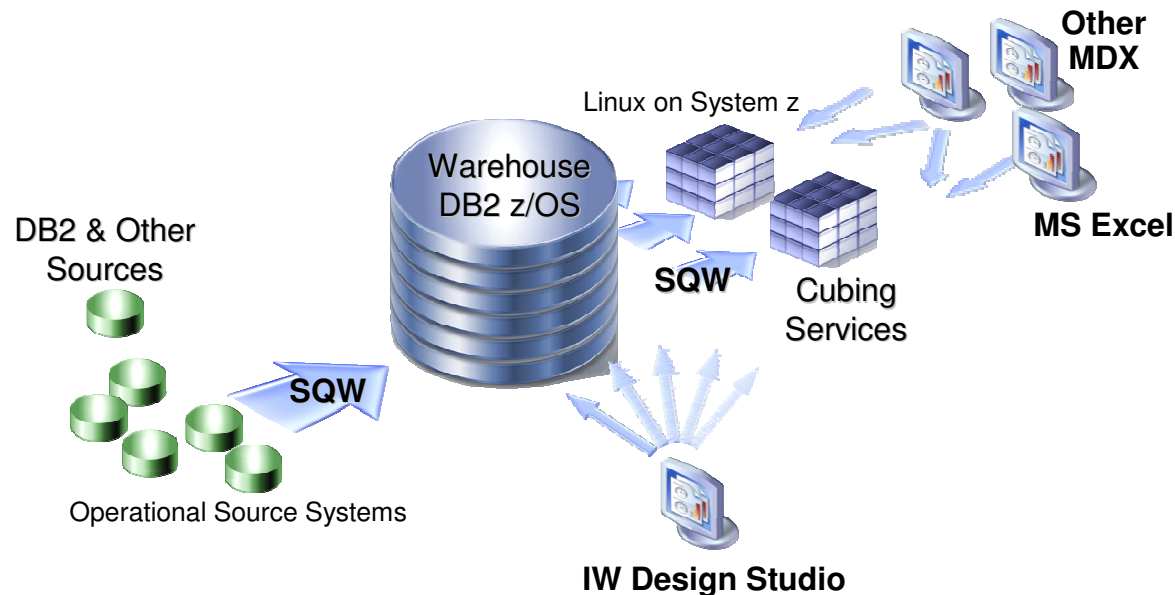 Other
MDX
Linux on System z
Warehouse
DB2 z/OS
MS Excel
DB2 & Other
Sources
SQW
Cubing
Services
SQW
Operational Source Systems
IW Design Studio